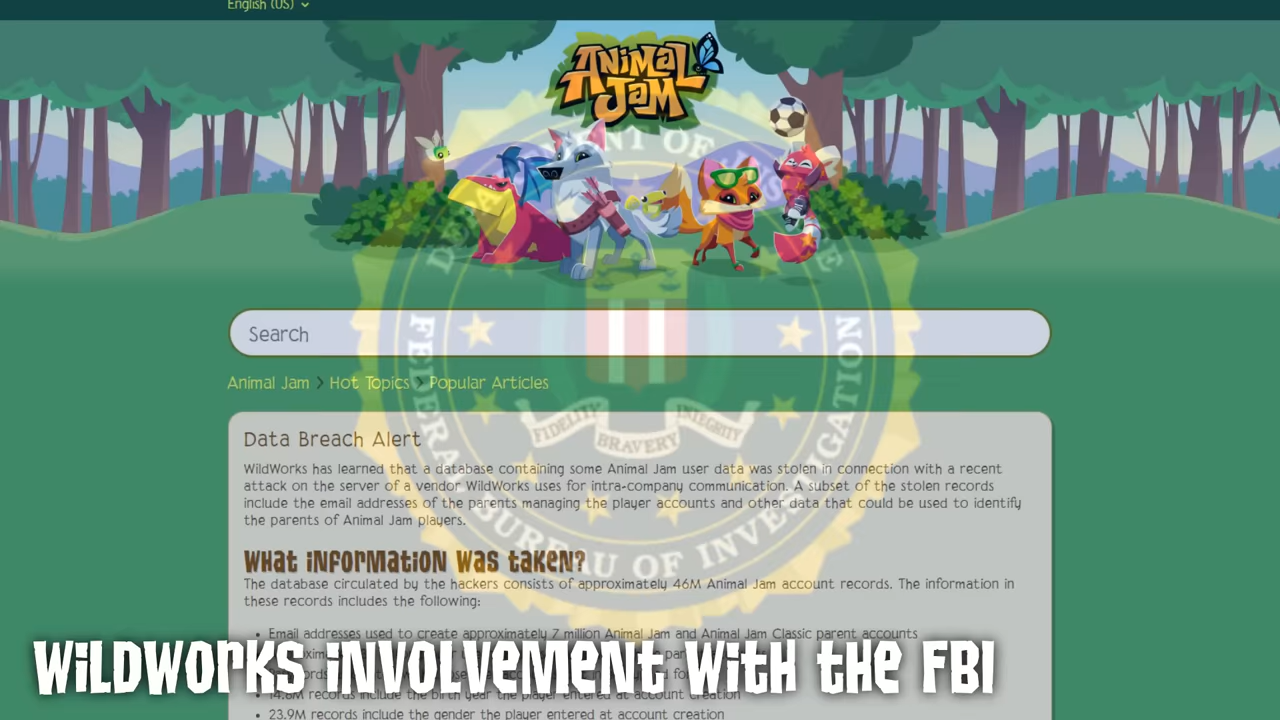 English (US)
ANIMAL
JAM
DEPARTMENT OF JUSTICE
FEDERAL BUREAU OF INVESTIGATION
FIDELITY
BRAVERY
INTEGRITY
Search
Animal Jam > Hot Topics > Popular Articles
Data Breach Alert
WildWorks has learned that a database containing some Animal Jam user data was stolen in connection with a recent
attack on the server of a vendor WildWorks uses for intra-company communication. A subset of the stolen records
include the email addresses of the parents managing the player accounts and other data that could be used to identify
the parents of Animal Jam players.
What information was taken?
The database circulated by the hackers consists of approximately 46M Animal Jam account records. The information in
these records includes the following:
• Email addresses used to create approximately 7 million Animal Jam and Animal Jam Classic parent accounts
• 14.8M records include the birth year the player entered at account creation
• 23.9M records include the gender the player entered at account creation
WildWorks involvement with the FBI